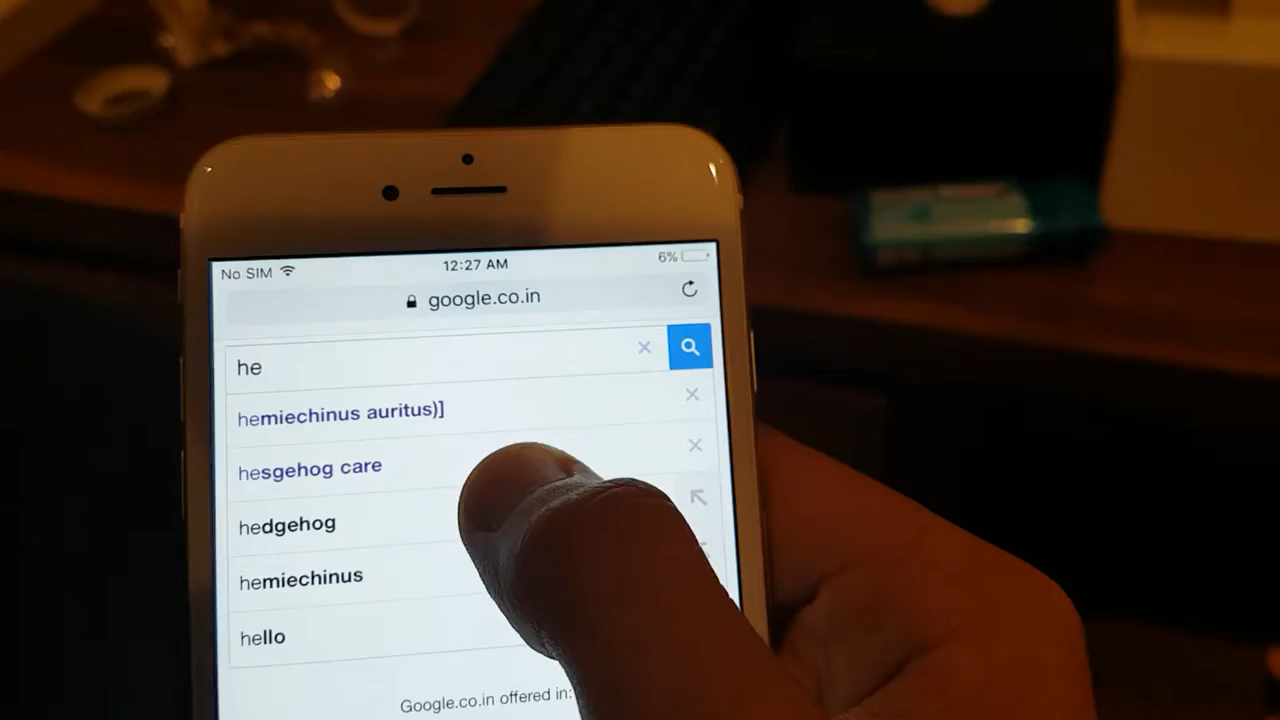 No SIM 12:27 AM 6%
google.co.in
he
hemiechinus auritus)]
hesgehog care
hedgehog
hemiechinus
hello
Google.co.in offered in: